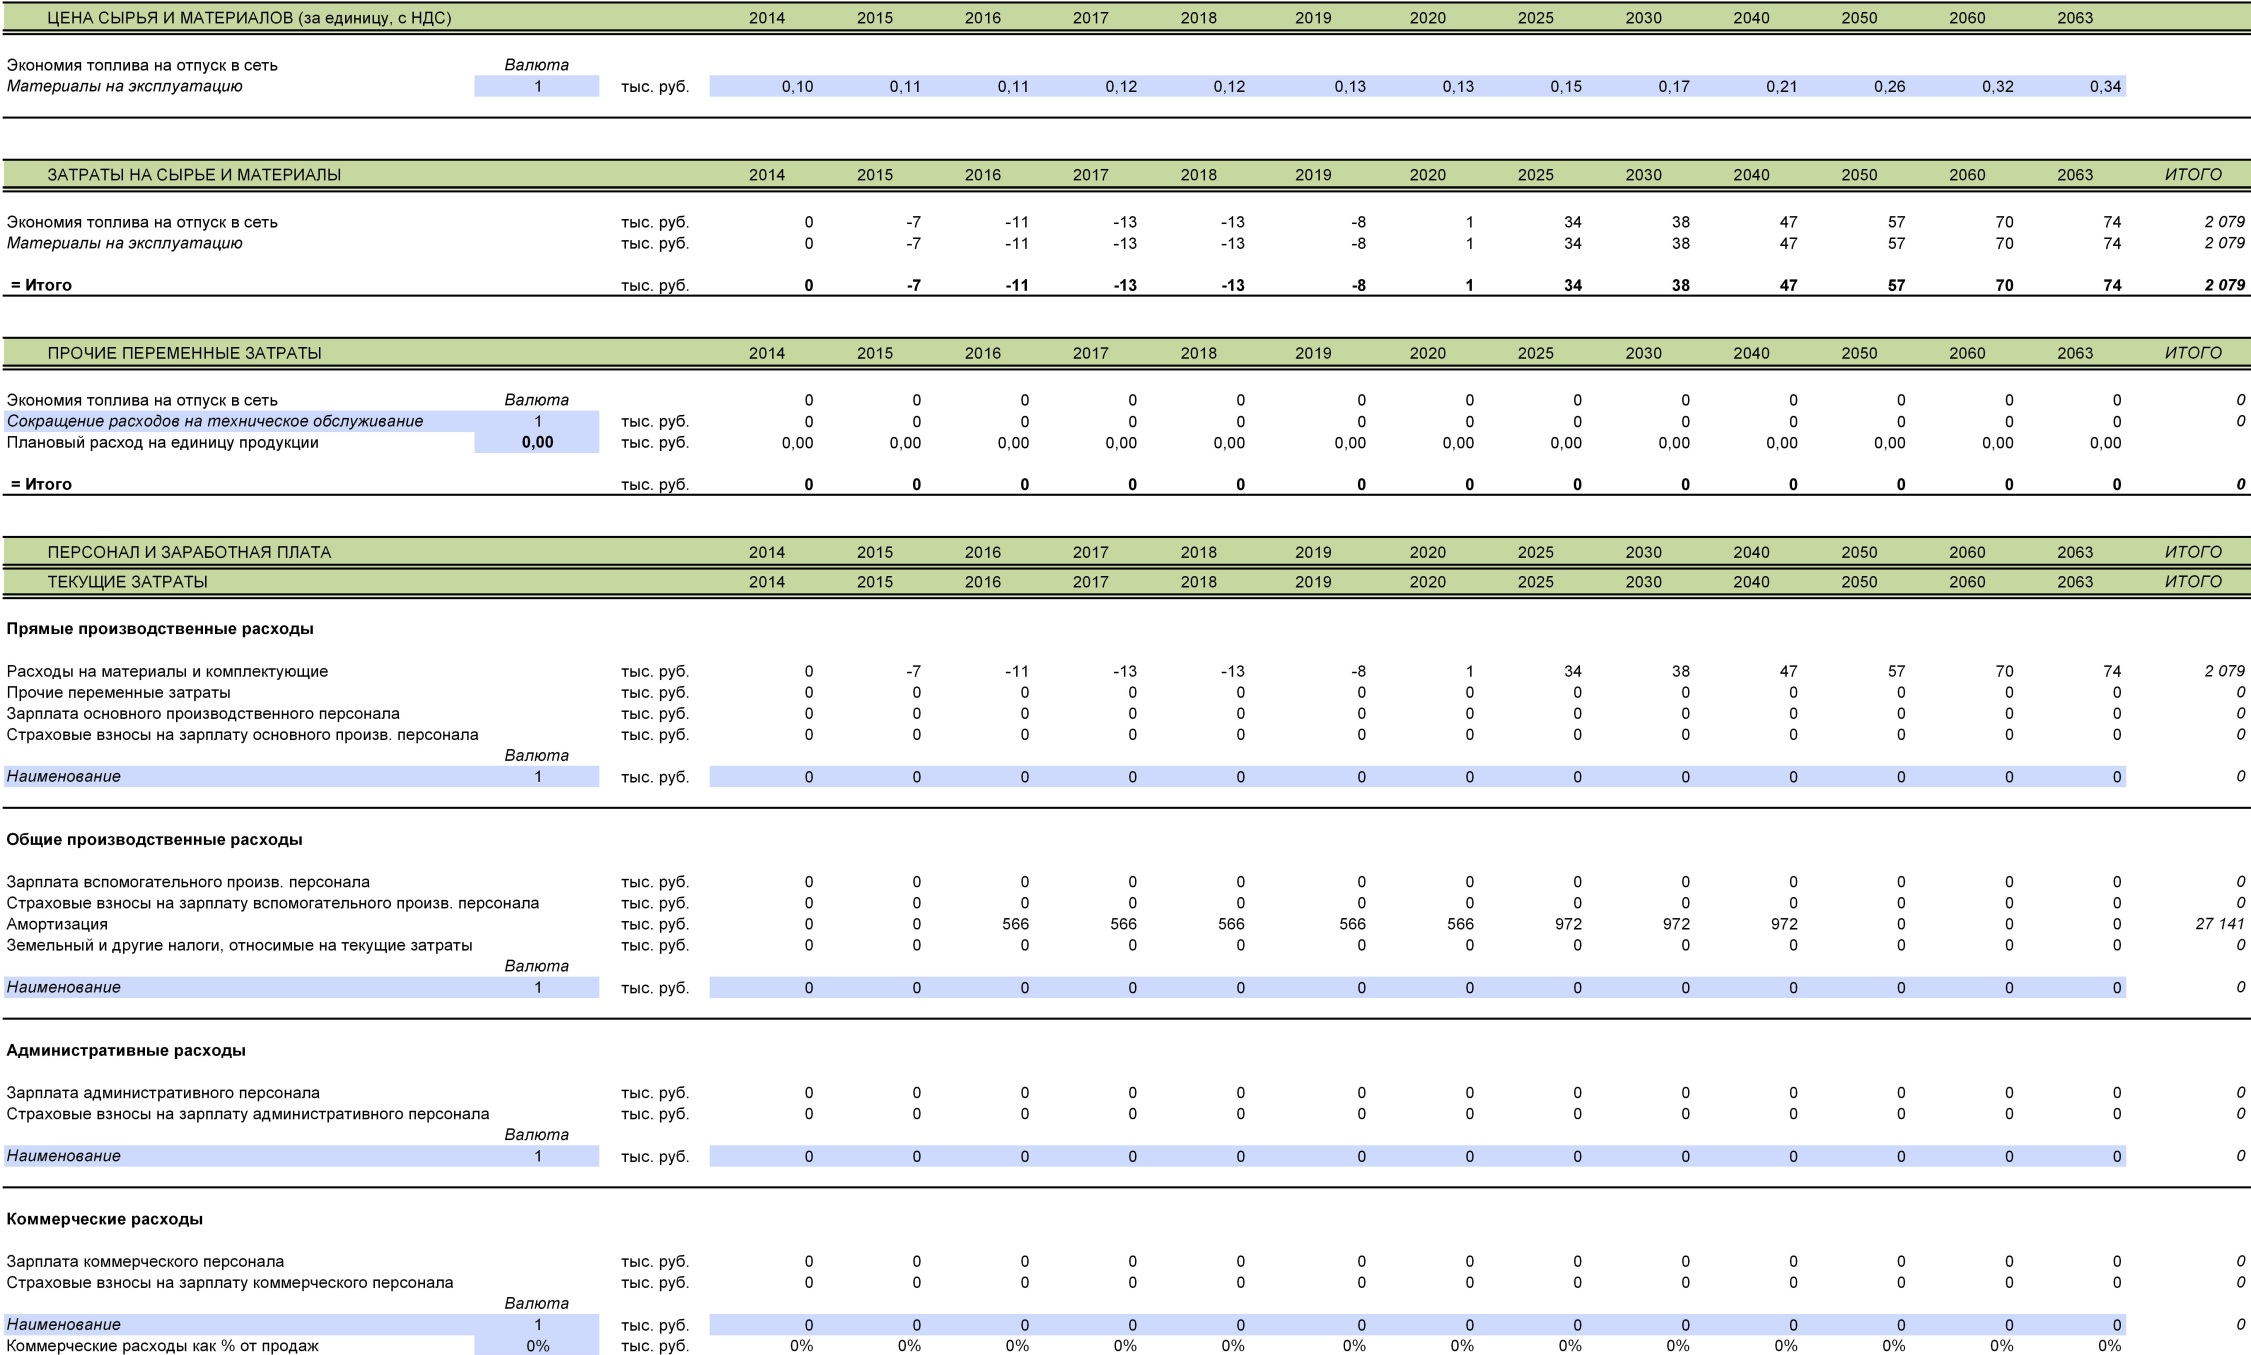 ЦЕНА СЫРЬЯ И МАТЕРИАЛОВ (за единицу, с НДС) 2014 2015 2016 2017 2018 2019 2020 2025 2030 2040 2050 2060 2063
Экономия топлива на отпуск в сеть Валюта
Материалы на эксплуатацию 1 тыс. руб. 0,10 0,11 0,11 0,12 0,12 0,13 0,13 0,15 0,17 0,21 0,26 0,32 0,34
ЗАТРАТЫ НА СЫРЬЕ И МАТЕРИАЛЫ 2014 2015 2016 2017 2018 2019 2020 2025 2030 2040 2050 2060 2063 ИТОГО
Экономия топлива на отпуск в сеть тыс. руб. 0 -7 -11 -13 -13 -8 1 34 38 47 57 70 74 2 079
Материалы на эксплуатацию тыс. руб. 0 -7 -11 -13 -13 -8 1 34 38 47 57 70 74 2 079
= Итого тыс. руб. 0 -7 -11 -13 -13 -8 1 34 38 47 57 70 74 2 079
ПРОЧИЕ ПЕРЕМЕННЫЕ ЗАТРАТЫ 2014 2015 2016 2017 2018 2019 2020 2025 2030 2040 2050 2060 2063 ИТОГО
Экономия топлива на отпуск в сеть Валюта 0 0 0 0 0 0 0 0 0 0 0 0 0 0
Сокращение расходов на техническое обслуживание 1 тыс. руб. 0 0 0 0 0 0 0 0 0 0 0 0 0 0
Плановый расход на единицу продукции 0,00 тыс. руб. 0,00 0,00 0,00 0,00 0,00 0,00 0,00 0,00 0,00 0,00 0,00 0,00 0,00
= Итого тыс. руб. 0 0 0 0 0 0 0 0 0 0 0 0 0 0
ПЕРСОНАЛ И ЗАРАБОТНАЯ ПЛАТА 2014 2015 2016 2017 2018 2019 2020 2025 2030 2040 2050 2060 2063 ИТОГО
ТЕКУЩИЕ ЗАТРАТЫ 2014 2015 2016 2017 2018 2019 2020 2025 2030 2040 2050 2060 2063 ИТОГО
Прямые производственные расходы
Расходы на материалы и комплектующие тыс. руб. 0 -7 -11 -13 -13 -8 1 34 38 47 57 70 74 2 079
Прочие переменные затраты тыс. руб. 0 0 0 0 0 0 0 0 0 0 0 0 0 0
Зарплата основного производственного персонала тыс. руб. 0 0 0 0 0 0 0 0 0 0 0 0 0 0
Страховые взносы на зарплату основного произв. персонала тыс. руб. 0 0 0 0 0 0 0 0 0 0 0 0 0 0
Валюта
Наименование 1 тыс. руб. 0 0 0 0 0 0 0 0 0 0 0 0 0 0
Общие производственные расходы
Зарплата вспомогательного произв. персонала тыс. руб. 0 0 0 0 0 0 0 0 0 0 0 0 0 0
Страховые взносы на зарплату вспомогательного произв. персонала тыс. руб. 0 0 0 0 0 0 0 0 0 0 0 0 0 0
Амортизация тыс. руб. 0 0 566 566 566 566 566 972 972 972 0 0 0 27 141
Земельный и другие налоги, относимые на текущие затраты тыс. руб. 0 0 0 0 0 0 0 0 0 0 0 0 0 0
Валюта
Наименование 1 тыс. руб. 0 0 0 0 0 0 0 0 0 0 0 0 0 0
Административные расходы
Зарплата административного персонала тыс. руб. 0 0 0 0 0 0 0 0 0 0 0 0 0 0
Страховые взносы на зарплату административного персонала тыс. руб. 0 0 0 0 0 0 0 0 0 0 0 0 0 0
Валюта
Наименование 1 тыс. руб. 0 0 0 0 0 0 0 0 0 0 0 0 0 0
Коммерческие расходы
Зарплата коммерческого персонала тыс. руб. 0 0 0 0 0 0 0 0 0 0 0 0 0 0
Страховые взносы на зарплату коммерческого персонала тыс. руб. 0 0 0 0 0 0 0 0 0 0 0 0 0 0
Валюта
Наименование 1 тыс. руб. 0 0 0 0 0 0 0 0 0 0 0 0 0 0
Коммерческие расходы как % от продаж 0% тыс. руб. 0% 0% 0% 0% 0% 0% 0% 0% 0% 0% 0% 0% 0%